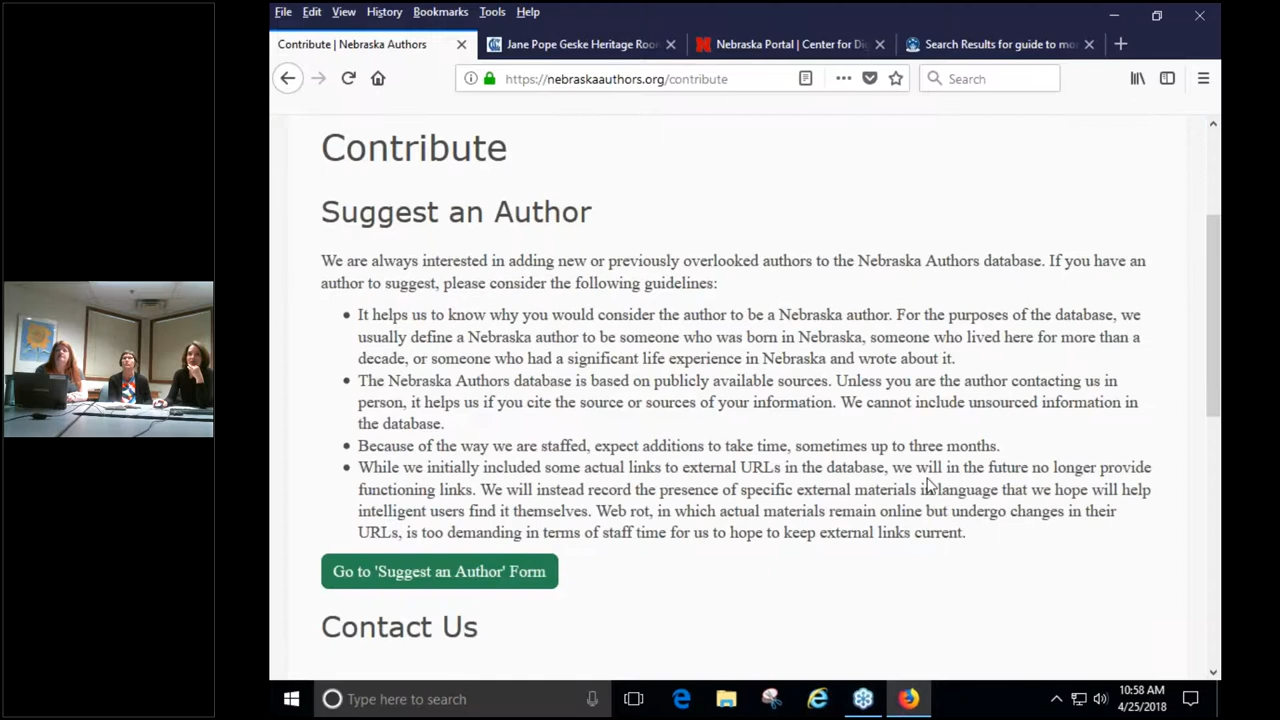 File Edit View History Bookmarks Tools Help
Contribute | Nebraska Authors
Jane Pope Geske Heritage Roo
Nebraska Portal | Center for Di
Search Results for guide to mo
https://nebraskaauthors.org/contribute
Search
Contribute
Suggest an Author
We are always interested in adding new or previously overlooked authors to the Nebraska Authors database. If you have an
author to suggest, please consider the following guidelines:
It helps us to know why you would consider the author to be a Nebraska author. For the purposes of the database, we
usually define a Nebraska author to be someone who was born in Nebraska, someone who lived here for more than a
decade, or someone who had a significant life experience in Nebraska and wrote about it.
The Nebraska Authors database is based on publicly available sources. Unless you are the author contacting us in
person, it helps us if you cite the source or sources of your information. We cannot include unsourced information in
the database.
Because of the way we are staffed, expect additions to take time, sometimes up to three months.
While we initially included some actual links to external URLs in the database, we will in the future no longer provide
functioning links. We will instead record the presence of specific external materials in language that we hope will help
intelligent users find it themselves. Web rot, in which actual materials remain online but undergo changes in their
URLs, is too demanding in terms of staff time for us to hope to keep external links current.
Go to 'Suggest an Author' Form
Contact Us
Type here to search
10:58 AM
4/25/2018